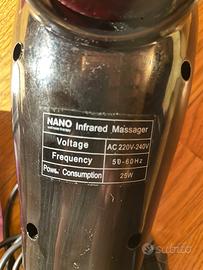 NANO Infrared Massager
Voltage AC 220V-240V
Frequency 50-60Hz
Power Consumption 25W
subito